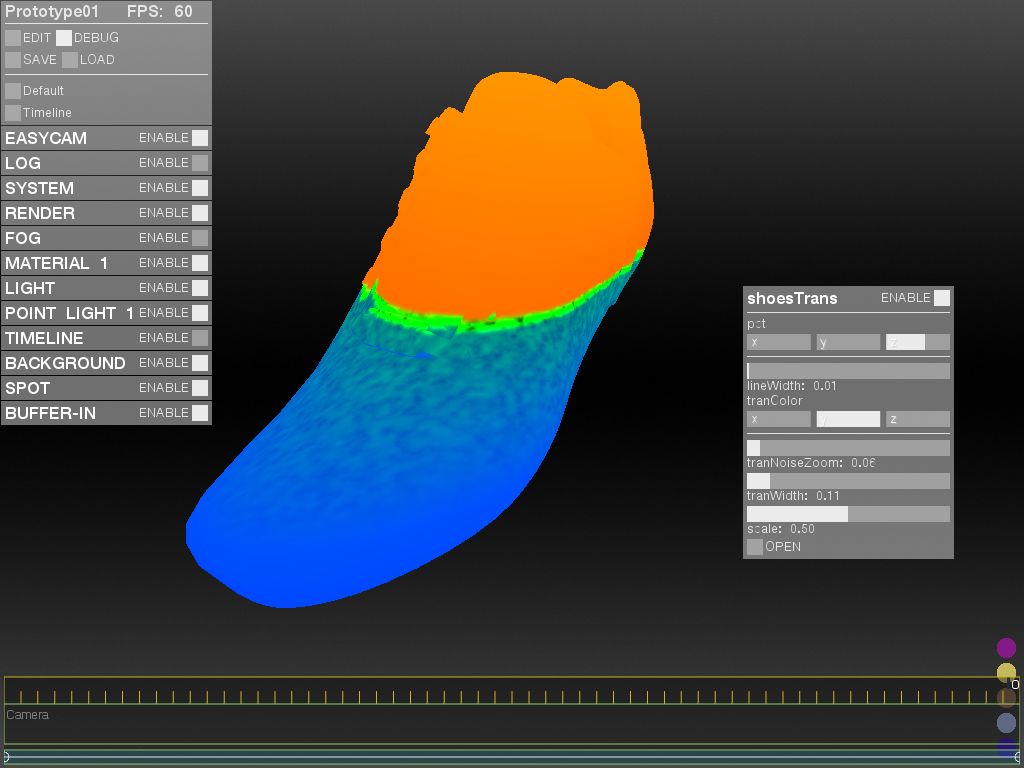 Prototype01 FPS: 60
EDIT DEBUG
SAVE LOAD
Default
Timeline
EASYCAM ENABLE
LOG ENABLE
SYSTEM ENABLE
RENDER ENABLE
FOG ENABLE
MATERIAL 1 ENABLE
LIGHT ENABLE
POINT LIGHT 1 ENABLE
TIMELINE ENABLE
BACKGROUND ENABLE
SPOT ENABLE
BUFFER-IN ENABLE
shoesTrans ENABLE
pct
x y z
lineWidth: 0.01
tranColor
x y z
tranNoiseZoom: 0.06
tranWidth: 0.11
scale: 0.50
OPEN
Camera